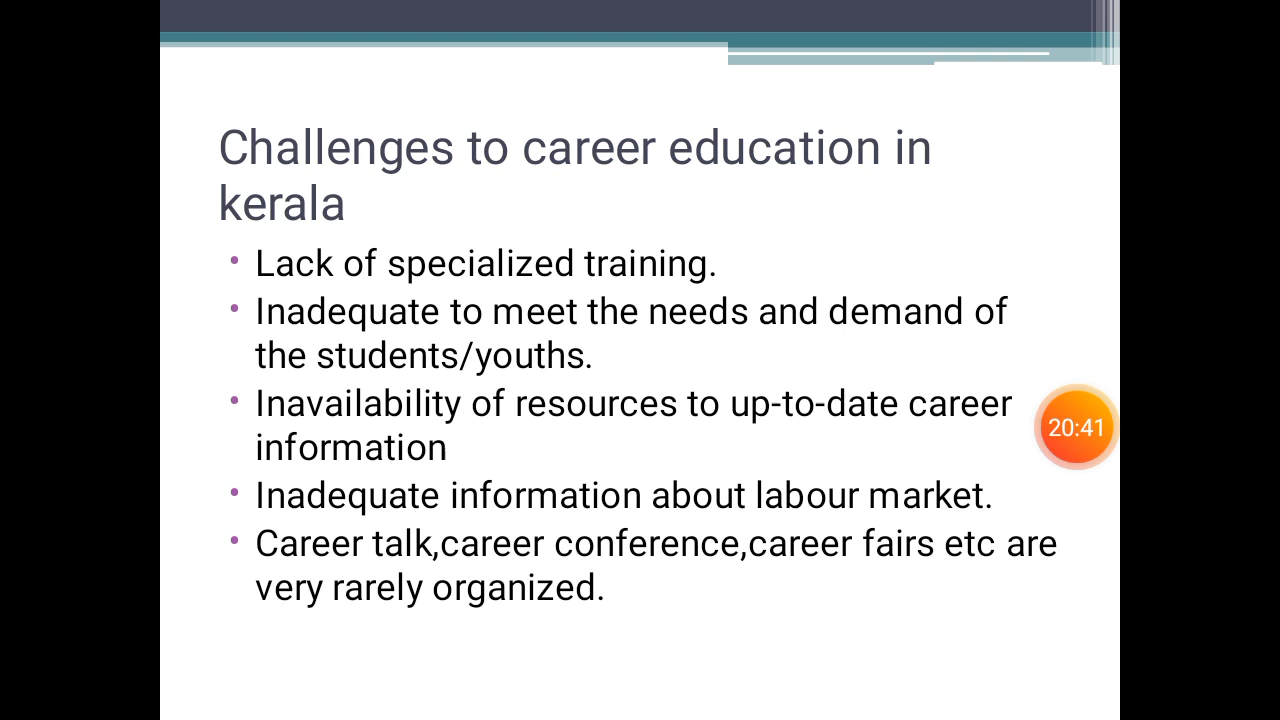 Challenges to career education in
kerala
• Lack of specialized training.
• Inadequate to meet the needs and demand of
the students/youths.
• Inavailability of resources to up-to-date career
information
• Inadequate information about labour market.
• Career talk,career conference,career fairs etc are
very rarely organized.
20:41